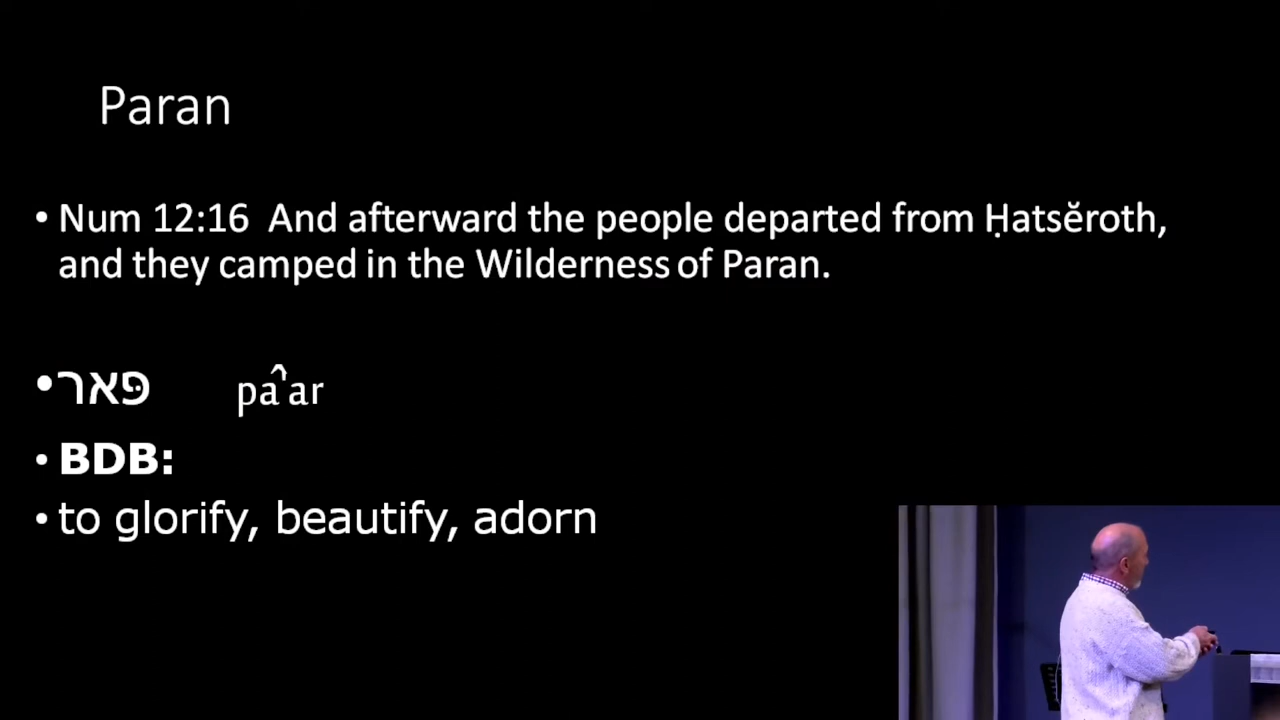 Paran
• Num 12:16 And afterward the people departed from Ḥatsĕroth,
and they camped in the Wilderness of Paran.
• פּאר pa᾿̂ar
• BDB:
• to glorify, beautify, adorn